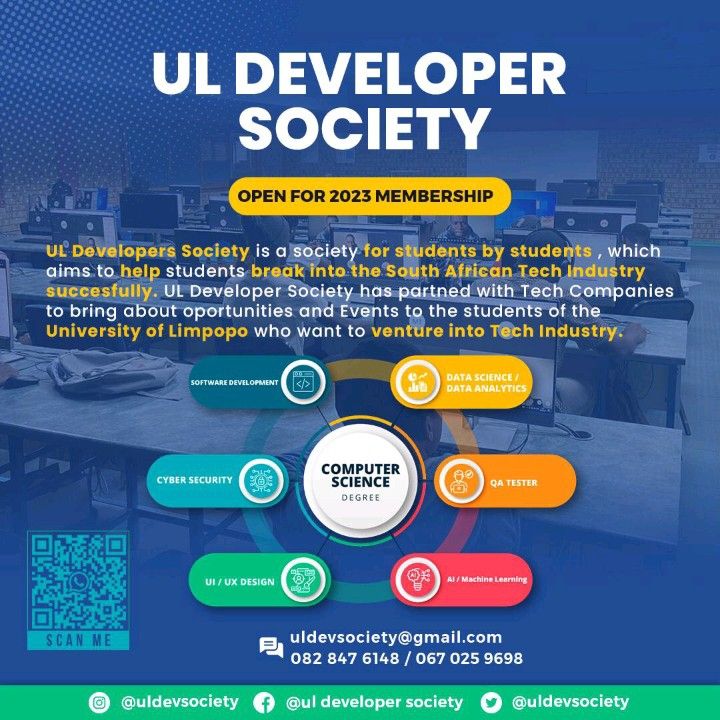 UL DEVELOPER
SOCIETY
OPEN FOR 2023 MEMBERSHIP
UL Developers Society is a society for students by students , which
aims to help students break into the South African Tech Industry
succesfully. UL Developer Society has partned with Tech Companies
to bring about oportunities and Events to the students of the
University of Limpopo who want to venture into Tech Industry.
SOFTWARE DEVELOPMENT
DATA SCIENCE /
DATA ANALYTICS
CYBER SECURITY
COMPUTER
SCIENCE
DEGREE
QA TESTER
UI / UX DESIGN
AI
AI / Machine Learning
SCAN ME
uldevsociety@gmail.com
082 847 6148 / 067 025 9698
@uldevsociety @ul developer society @uldevsociety